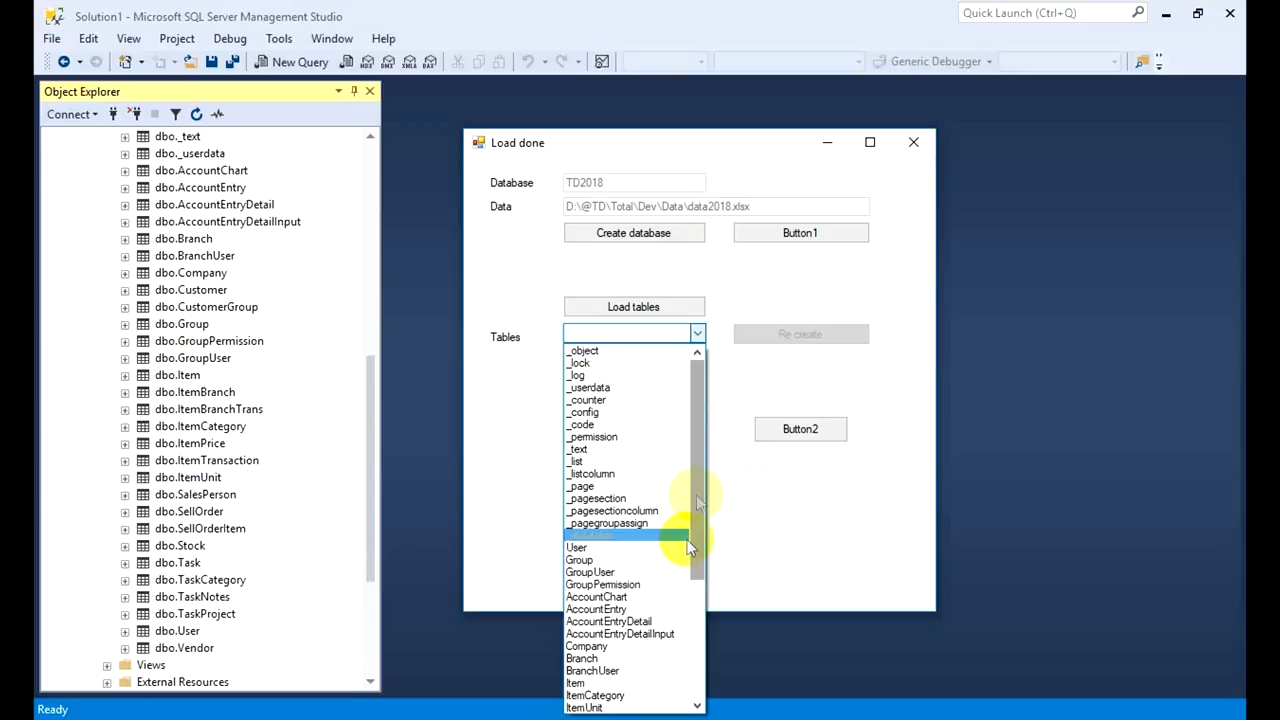 Solution1 - Microsoft SQL Server Management Studio
Quick Launch (Ctrl+Q)
File Edit View Project Debug Tools Window Help
New Query
MDX DMX XMLA DAX
Generic Debugger
Object Explorer
Connect
dbo._text
dbo._userdata
dbo.AccountChart
dbo.AccountEntry
dbo.AccountEntryDetail
dbo.AccountEntryDetailInput
dbo.Branch
dbo.BranchUser
dbo.Company
dbo.Customer
dbo.CustomerGroup
dbo.Group
dbo.GroupPermission
dbo.GroupUser
dbo.Item
dbo.ItemBranch
dbo.ItemBranchTrans
dbo.ItemCategory
dbo.ItemPrice
dbo.ItemTransaction
dbo.ItemUnit
dbo.SalesPerson
dbo.SellOrder
dbo.SellOrderItem
dbo.Stock
dbo.Task
dbo.TaskCategory
dbo.TaskNotes
dbo.TaskProject
dbo.User
dbo.Vendor
Views
External Resources
Load done
Database TD2018
Data D:\@TD\Total\Dev\Data\data2018.xlsx
Create database Button1
Load tables
Tables Re create
Button2
_object
_lock
_log
_userdata
_counter
_config
_code
_permission
_text
_list
_listcolumn
_page
_pagesection
_pagesectioncolumn
_pagegroupassign
User
Group
GroupUser
GroupPermission
AccountChart
AccountEntry
AccountEntryDetail
AccountEntryDetailInput
Company
Branch
BranchUser
Item
ItemCategory
ItemUnit
Ready